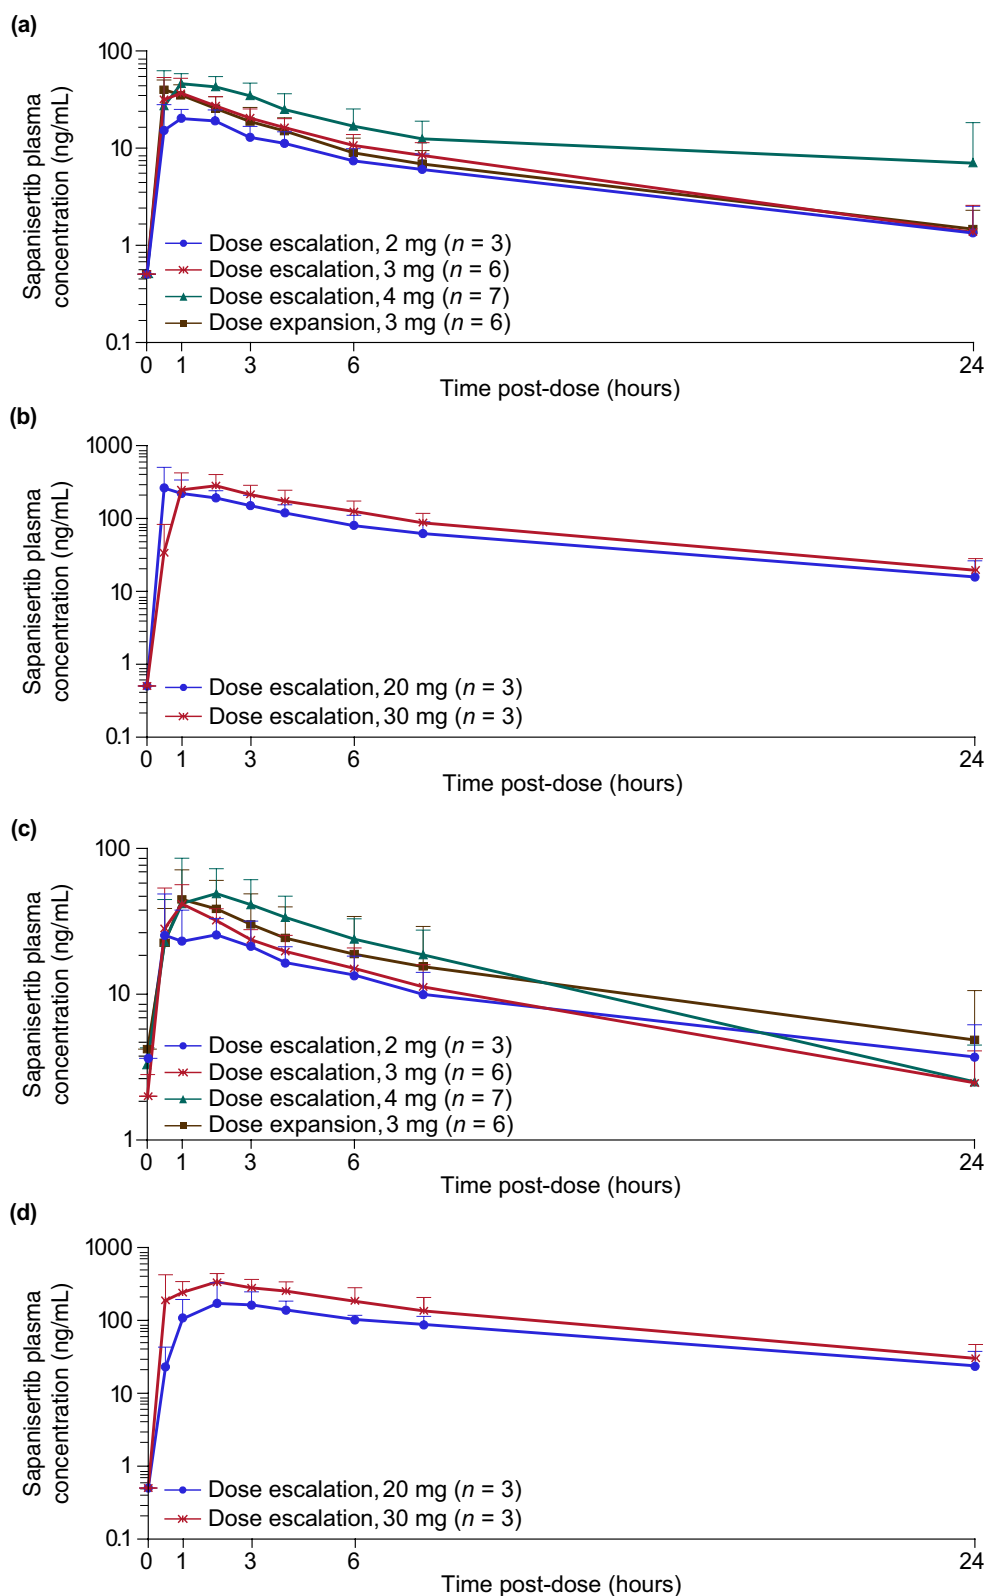 (a)
100
10
1
0.1
Sapanisertib plasma
concentration (ng/mL)
Dose escalation, 2 mg (n = 3)
Dose escalation, 3 mg (n = 6)
Dose escalation, 4 mg (n = 7)
Dose expansion, 3 mg (n = 6)
0 1 3 6 24
Time post-dose (hours)
(b)
1000
100
10
1
0.1
Sapanisertib plasma
concentration (ng/mL)
Dose escalation, 20 mg (n = 3)
Dose escalation, 30 mg (n = 3)
0 1 3 6 24
Time post-dose (hours)
(c)
100
10
1
Sapanisertib plasma
concentration (ng/mL)
Dose escalation, 2 mg (n = 3)
Dose escalation, 3 mg (n = 6)
Dose escalation, 4 mg (n = 7)
Dose expansion, 3 mg (n = 6)
0 1 3 6 24
Time post-dose (hours)
(d)
1000
100
10
1
0.1
Sapanisertib plasma
concentration (ng/mL)
Dose escalation, 20 mg (n = 3)
Dose escalation, 30 mg (n = 3)
0 1 3 6 24
Time post-dose (hours)